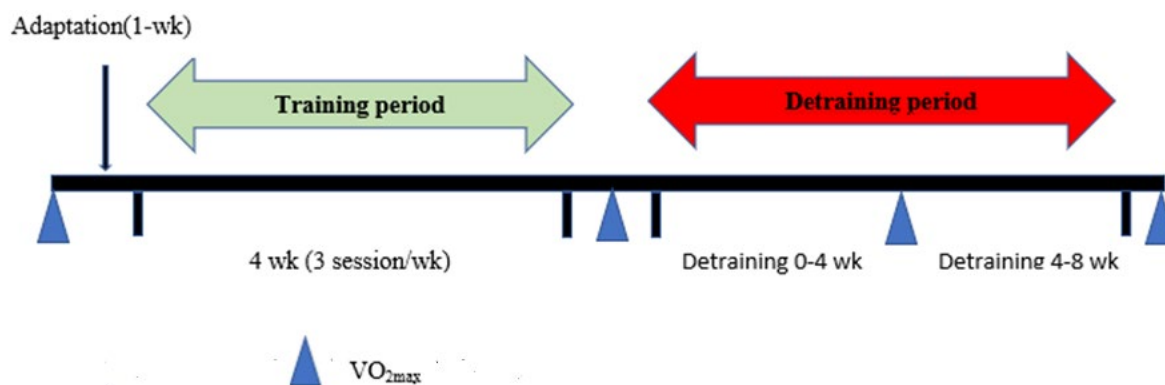 Adaptation(1-wk)
Training period
Detraining period
4 wk (3 session/wk)
Detraining 0-4 wk
Detraining 4-8 wk
VO2max